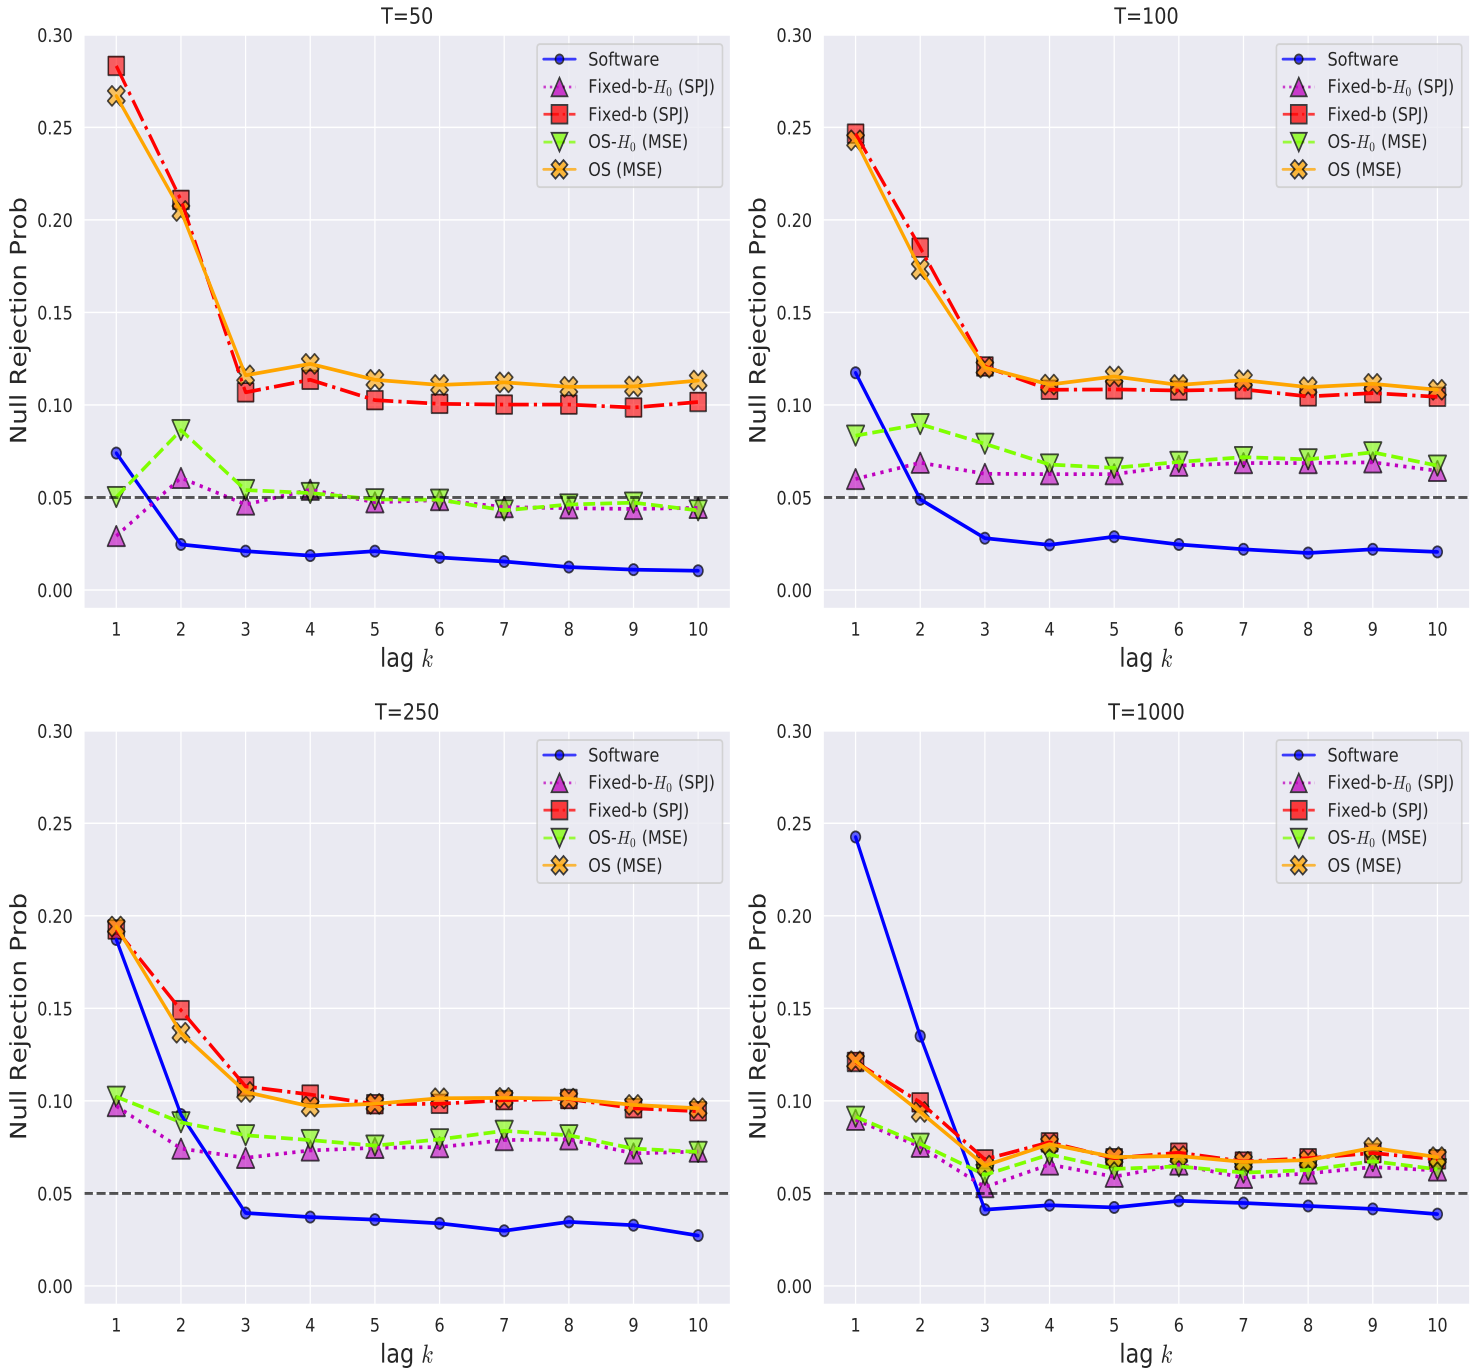 T=50
0.30
0.25
0.20
0.15
0.10
0.05
0.00
Null Rejection Prob
1 2 3 4 5 6 7 8 9 10
lag k
Software
Fixed-b-H₀ (SPJ)
Fixed-b (SPJ)
OS-H₀ (MSE)
OS (MSE)
T=100
0.30
0.25
0.20
0.15
0.10
0.05
0.00
Null Rejection Prob
1 2 3 4 5 6 7 8 9 10
lag k
Software
Fixed-b-H₀ (SPJ)
Fixed-b (SPJ)
OS-H₀ (MSE)
OS (MSE)
T=250
0.30
0.25
0.20
0.15
0.10
0.05
0.00
Null Rejection Prob
1 2 3 4 5 6 7 8 9 10
lag k
Software
Fixed-b-H₀ (SPJ)
Fixed-b (SPJ)
OS-H₀ (MSE)
OS (MSE)
T=1000
0.30
0.25
0.20
0.15
0.10
0.05
0.00
Null Rejection Prob
1 2 3 4 5 6 7 8 9 10
lag k
Software
Fixed-b-H₀ (SPJ)
Fixed-b (SPJ)
OS-H₀ (MSE)
OS (MSE)